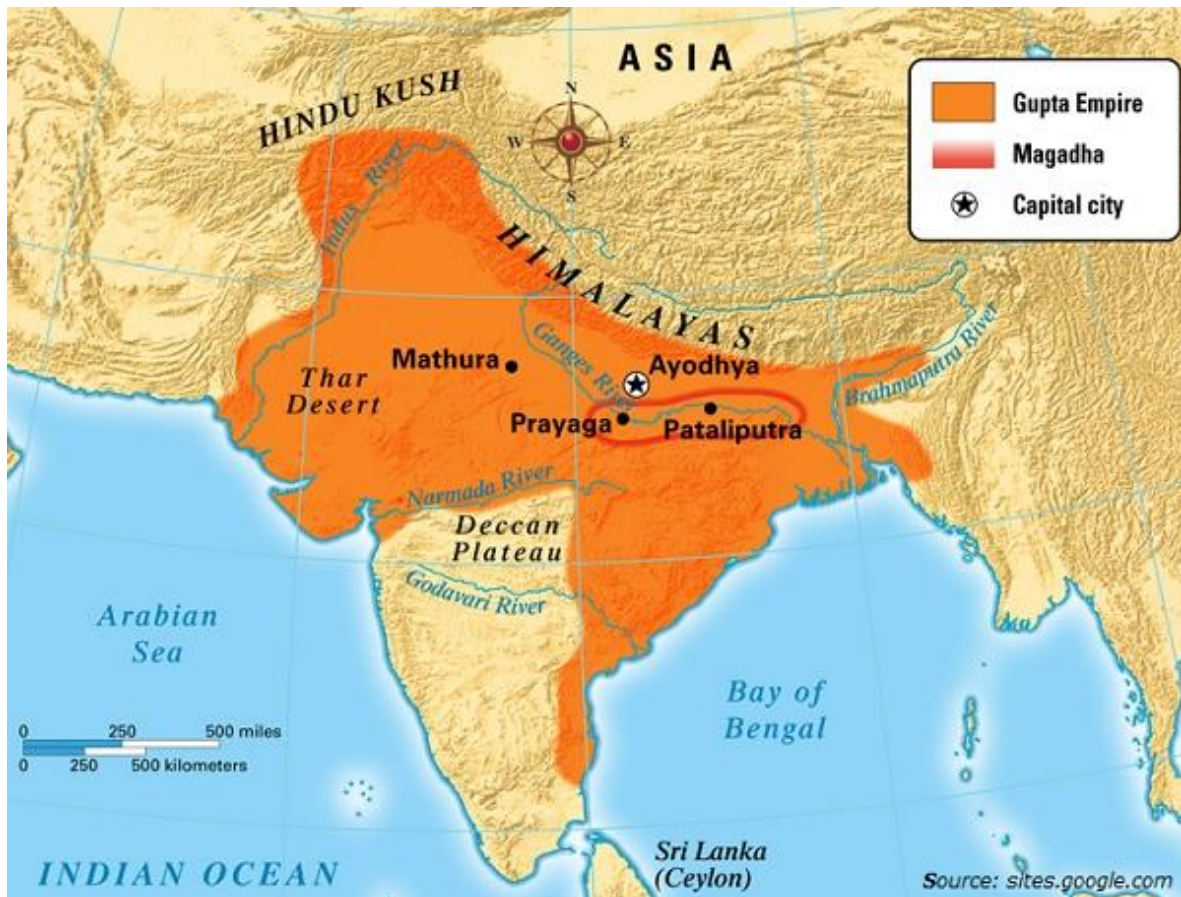 ASIA
Gupta Empire
Magadha
Capital city
HINDU KUSH
N
W
E
S
Indus River
HIMALAYAS
Ganges River
Mathura
Ayodhya
Brahmaputru River
Thar
Desert
Prayaga
Pataliputra
Narmada River
Deccan
Plateau
Godavari River
Arabian
Sea
Bay of
Bengal
0 250 500 miles
0 250 500 kilometers
INDIAN OCEAN
Sri Lanka
(Ceylon)
Source: sites.google.com